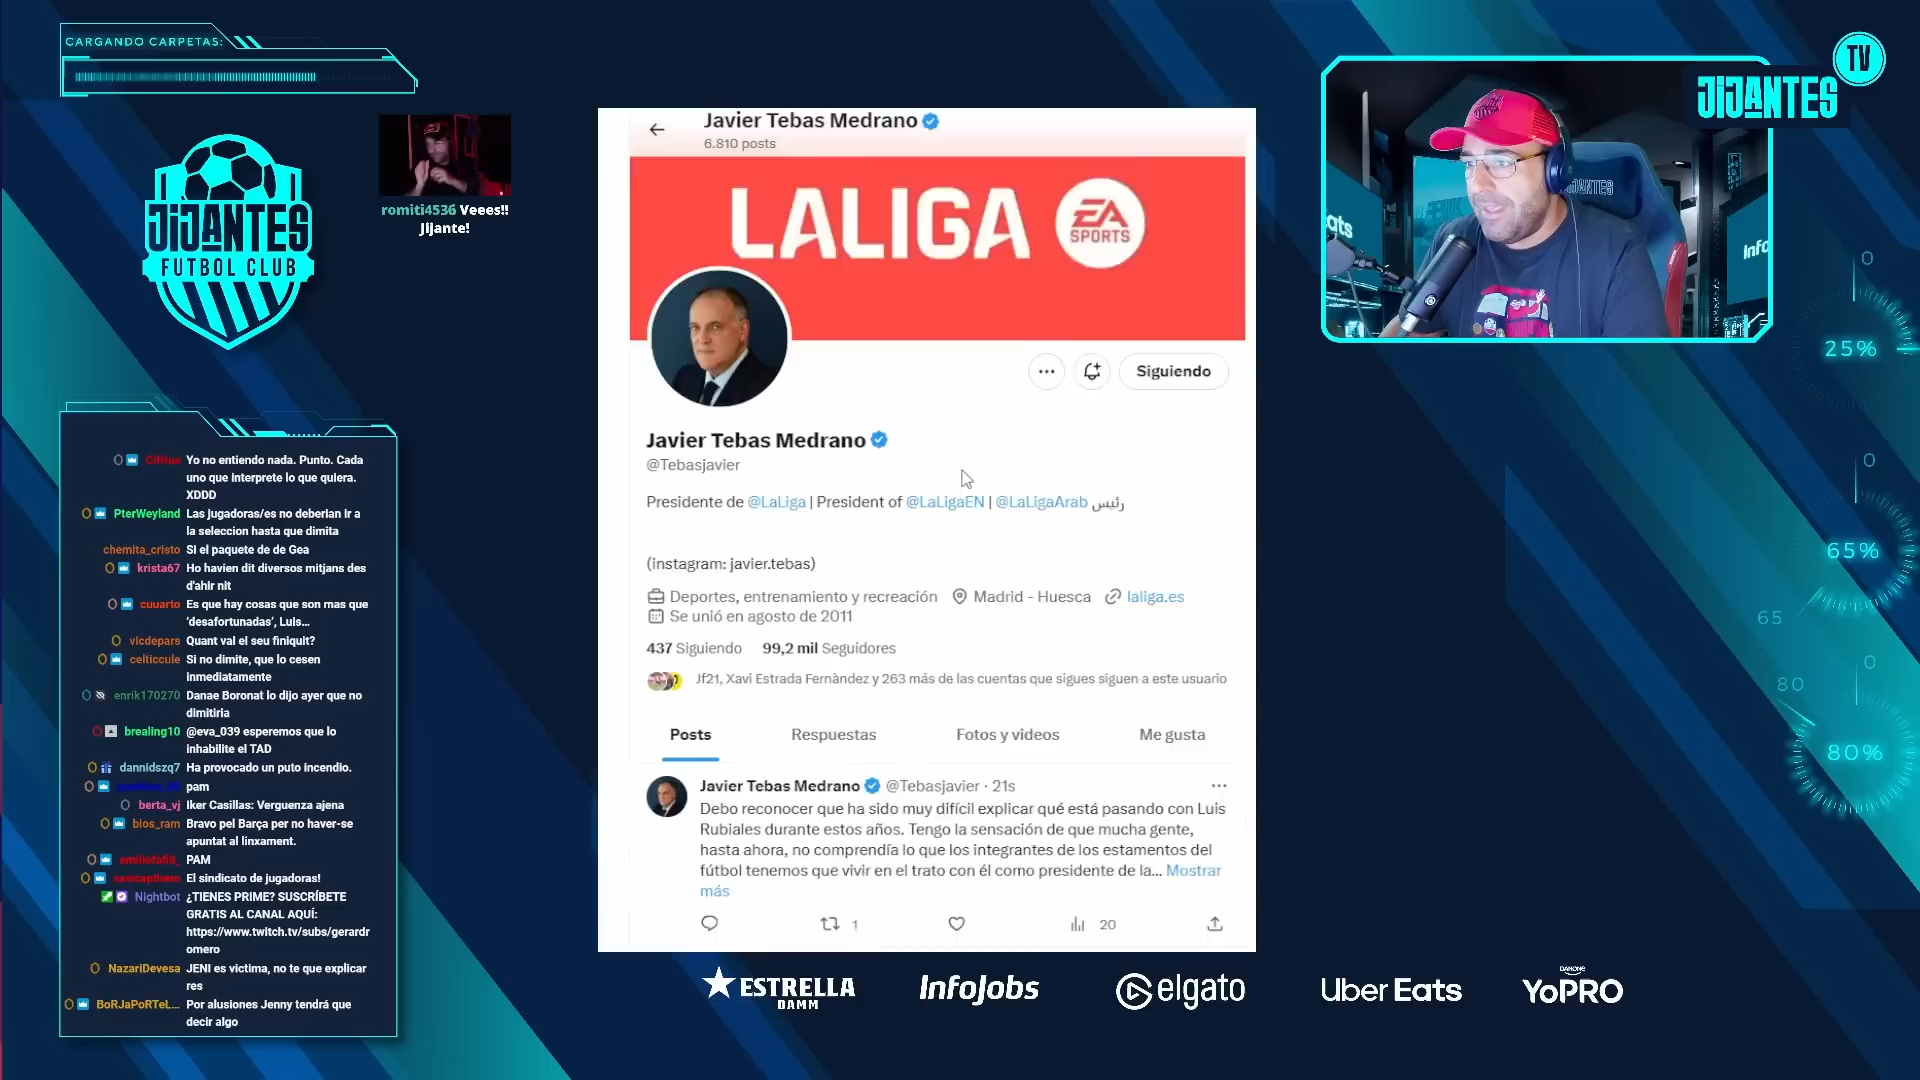 CARGANDO CARPETAS:
JIJANTES
FUTBOL CLUB
romiti4536 Veees!!
Jijante!
Yo no entiendo nada. Punto. Cada
uno que interprete lo que quiera.
XDDD
PterWeyland Las jugadoras/es no deberian ir a
la seleccion hasta que dimita
chemita_cristo Si el paquete de de Gea
krista67 Ho havien dit diversos mitjans des
d'ahir nit
cuuarto Es que hay cosas que son mas que
'desafortunadas', Luis...
vicdepars Quant val el seu finiquit?
celticcule Si no dimite, que lo cesen
inmediatamente
enrik170270 Danae Boronat lo dijo ayer que no
dimitiria
brealing10 @eva_039 esperemos que lo
inhabilite el TAD
dannidszq7 Ha provocado un puto incendio.
pam
berta_vj Iker Casillas: Verguenza ajena
blos_ram Bravo pel Barça per no haver-se
apuntat al linxament.
PAM
El sindicato de jugadoras!
Nightbot ¿TIENES PRIME? SUSCRÍBETE
GRATIS AL CANAL AQUÍ:
https://www.twitch.tv/subs/gerardr
omero
NazariDevesa JENI es victima, no te que explicar
res
BoRJaPoRTeL... Por alusiones Jenny tendrá que
decir algo
Javier Tebas Medrano
6.810 posts
LALIGA
EA
SPORTS
Siguiendo
Javier Tebas Medrano
@Tebasjavier
Presidente de @LaLiga | President of @LaLigaEN | @LaLigaArab رئيس
(instagram: javier.tebas)
Deportes, entrenamiento y recreación Madrid - Huesca laliga.es
Se unió en agosto de 2011
437 Siguiendo 99,2 mil Seguidores
Jf21, Xavi Estrada Fernàndez y 263 más de las cuentas que sigues siguen a este usuario
Posts Respuestas Fotos y videos Me gusta
Javier Tebas Medrano @Tebasjavier · 21s
Debo reconocer que ha sido muy difícil explicar qué está pasando con Luis
Rubiales durante estos años. Tengo la sensación de que mucha gente,
hasta ahora, no comprendía lo que los integrantes de los estamentos del
fútbol tenemos que vivir en el trato con él como presidente de la... Mostrar
más
1 20
ESTRELLA
DAMM
InfoJobs
elgato
Uber Eats
DANONE
YoPRO
JIJANTES
TV
ats
JIJANTES
Info
0
25%
0
65%
65
0
80
80%